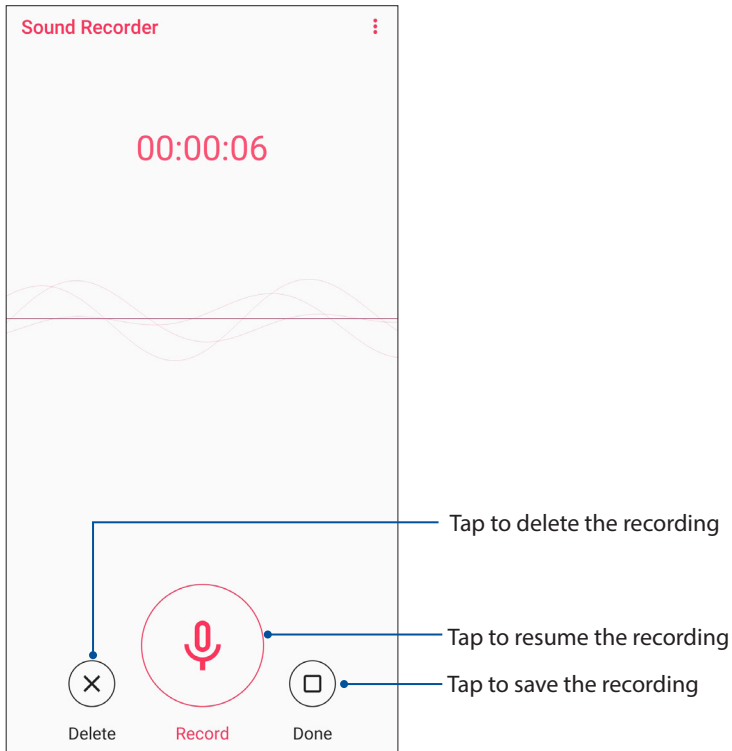 Sound Recorder
00:00:06
Tap to delete the recording
Tap to resume the recording
Tap to save the recording
Delete Record Done